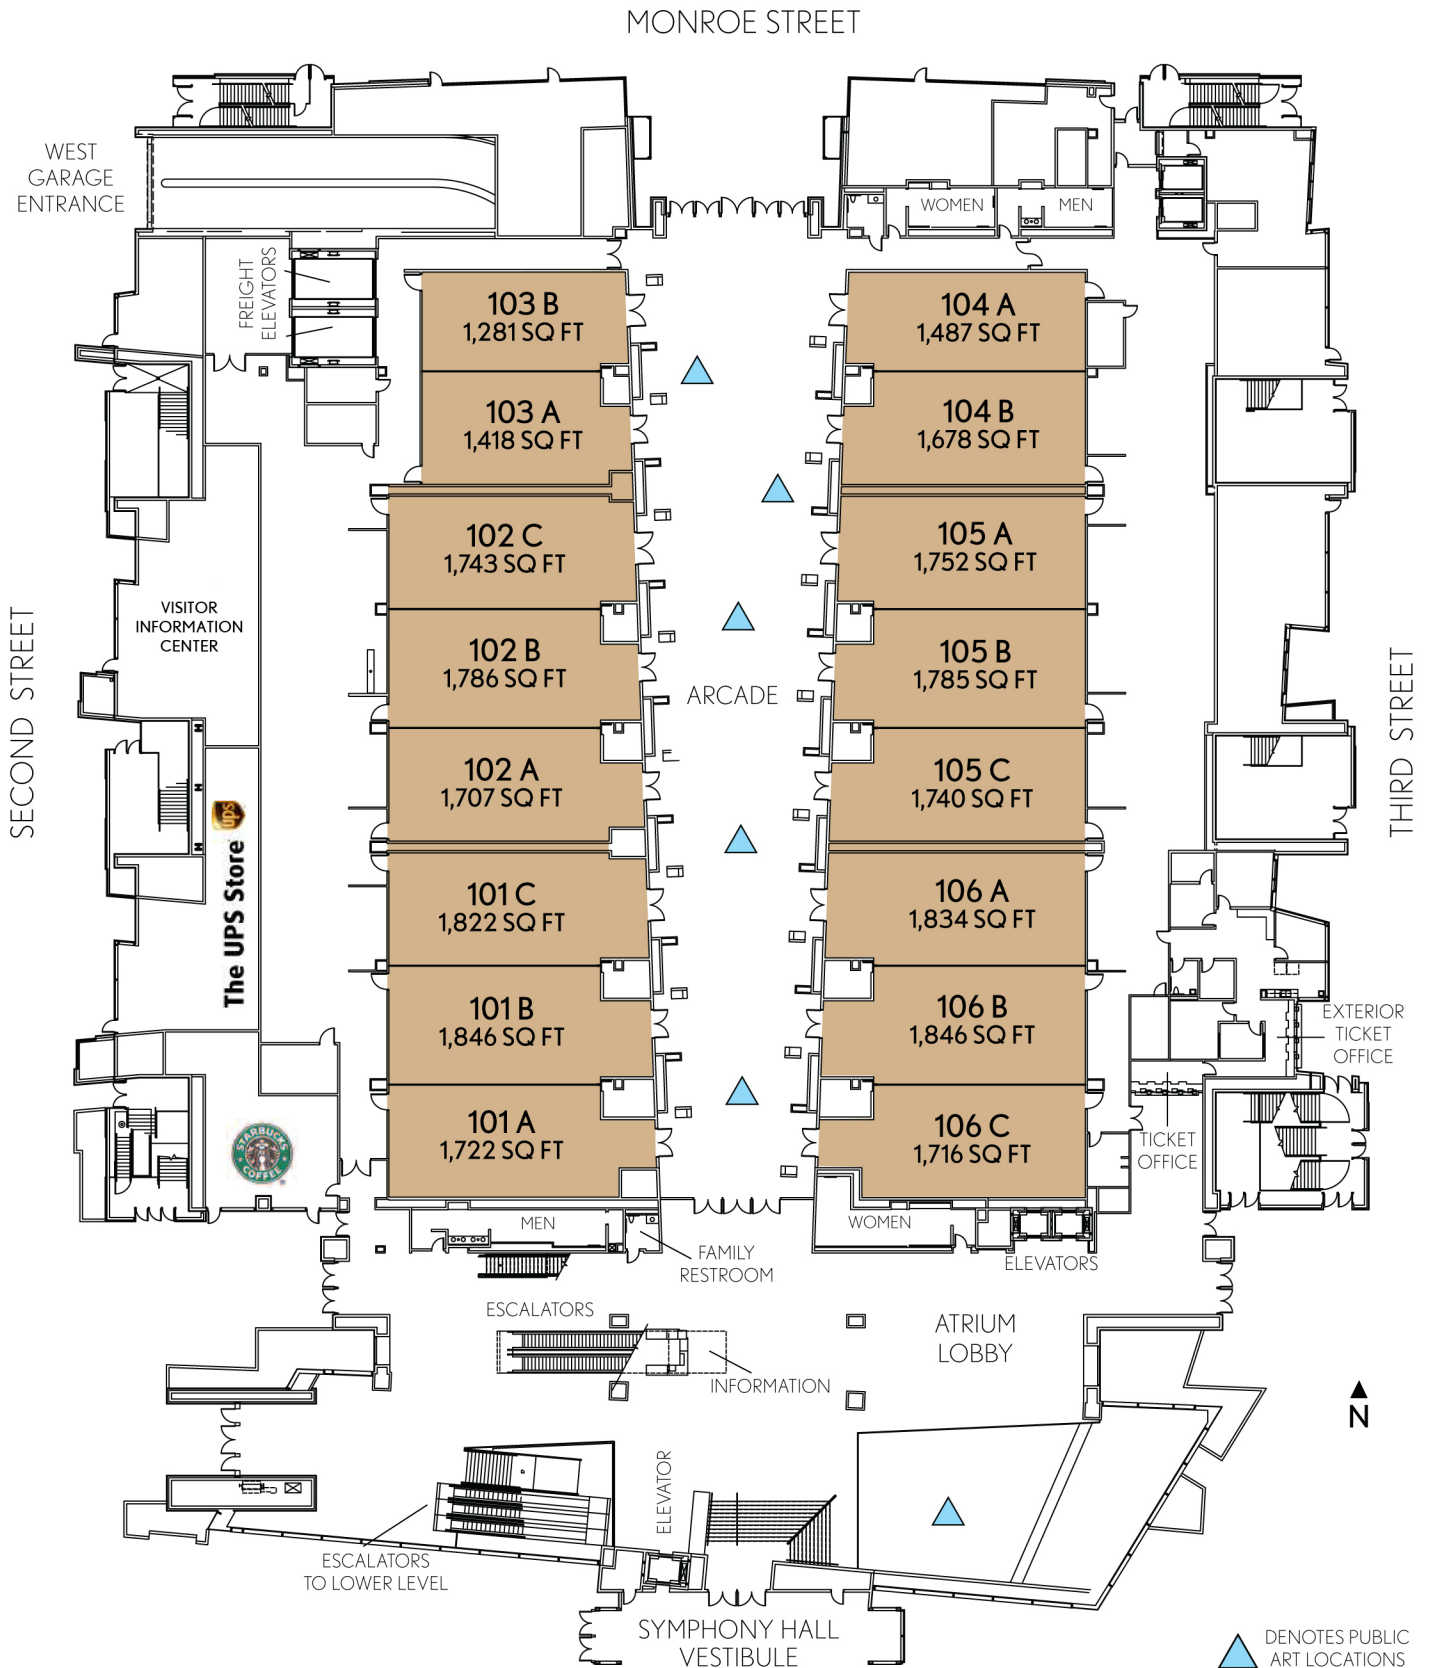 MONROE STREET
WEST
GARAGE
ENTRANCE
WOMEN
MEN
FREIGHT
ELEVATORS
103 B
1,281 SQ FT
104 A
1,487 SQ FT
103 A
1,418 SQ FT
104 B
1,678 SQ FT
102 C
1,743 SQ FT
105 A
1,752 SQ FT
VISITOR
INFORMATION
CENTER
102 B
1,786 SQ FT
105 B
1,785 SQ FT
ARCADE
SECOND STREET
THIRD STREET
102 A
1,707 SQ FT
105 C
1,740 SQ FT
ups
The UPS Store
101 C
1,822 SQ FT
106 A
1,834 SQ FT
101 B
1,846 SQ FT
106 B
1,846 SQ FT
EXTERIOR
TICKET
OFFICE
101 A
1,722 SQ FT
106 C
1,716 SQ FT
STARBUCKS
COFFEE
TICKET
OFFICE
MEN
WOMEN
FAMILY
RESTROOM
ELEVATORS
ESCALATORS
ATRIUM
LOBBY
INFORMATION
N
ELEVATOR
ESCALATORS
TO LOWER LEVEL
SYMPHONY HALL
VESTIBULE
DENOTES PUBLIC
ART LOCATIONS